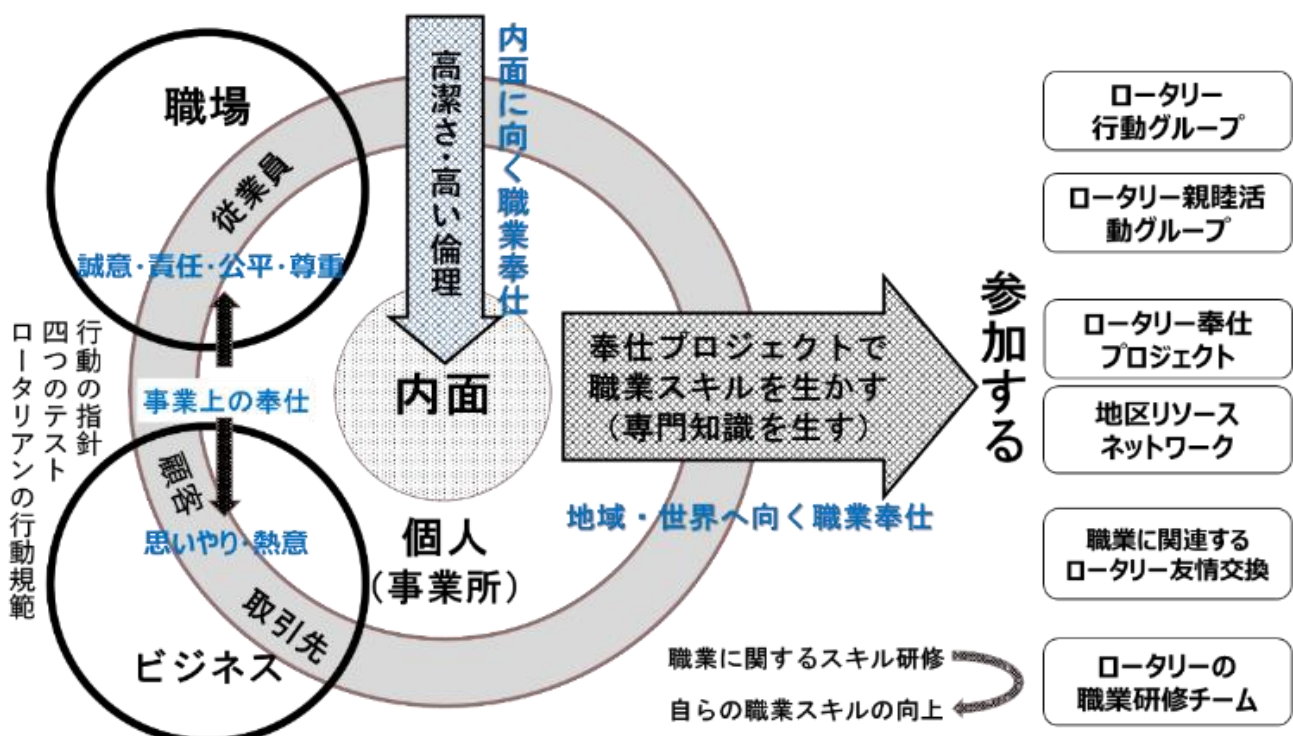 職場
従業員
誠意・責任・公平・尊重
行動の指針
四つのテスト
ロータリアンの行動規範
事業上の奉仕
顧客
思いやり・熱意
取引先
ビジネス
高潔さ・高い倫理
内面に向く職業奉仕
内面
個人
（事業所）
奉仕プロジェクトで
職業スキルを生かす
（専門知識を生す）
地域・世界へ向く職業奉仕
参加する
ロータリー
行動グループ
ロータリー親睦活
動グループ
ロータリー奉仕
プロジェクト
地区リソース
ネットワーク
職業に関連する
ロータリー友情交換
ロータリーの
職業研修チーム
職業に関するスキル研修
自らの職業スキルの向上